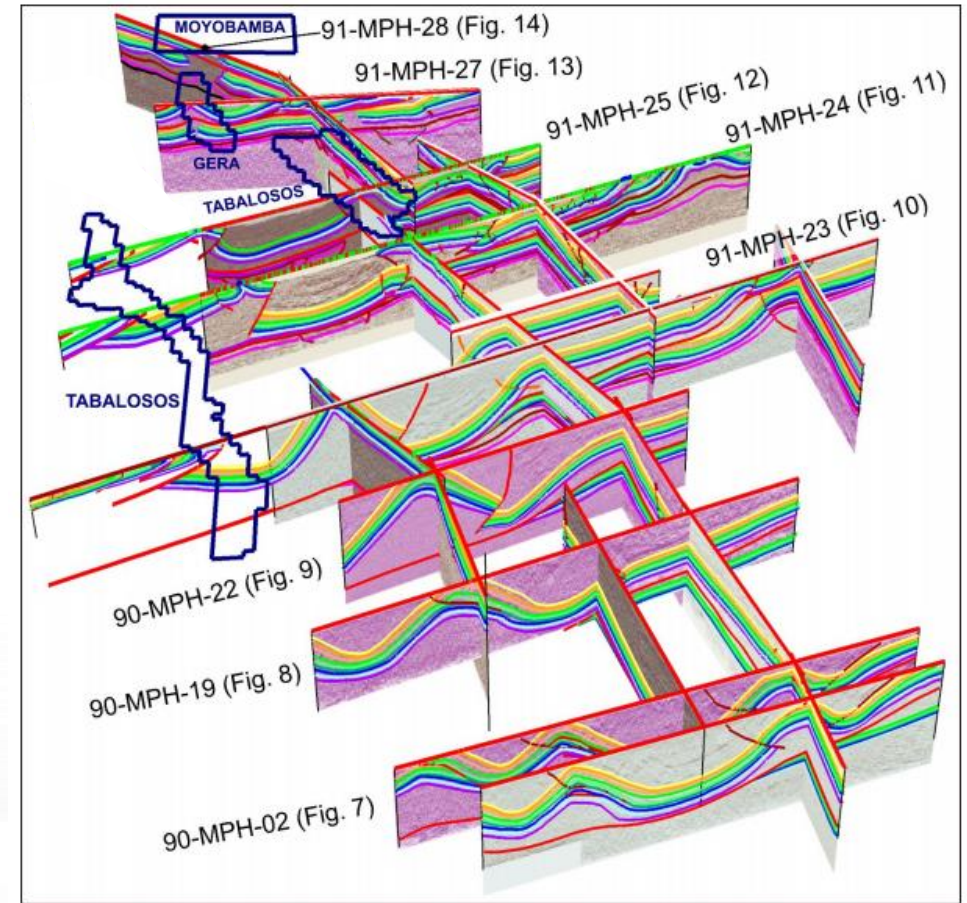 MOYOBAMBA
91-MPH-28 (Fig. 14)
91-MPH-27 (Fig. 13)
91-MPH-25 (Fig. 12)
91-MPH-24 (Fig. 11)
GERA
TABALOSOS
91-MPH-23 (Fig. 10)
TABALOSOS
90-MPH-22 (Fig. 9)
90-MPH-19 (Fig. 8)
90-MPH-02 (Fig. 7)